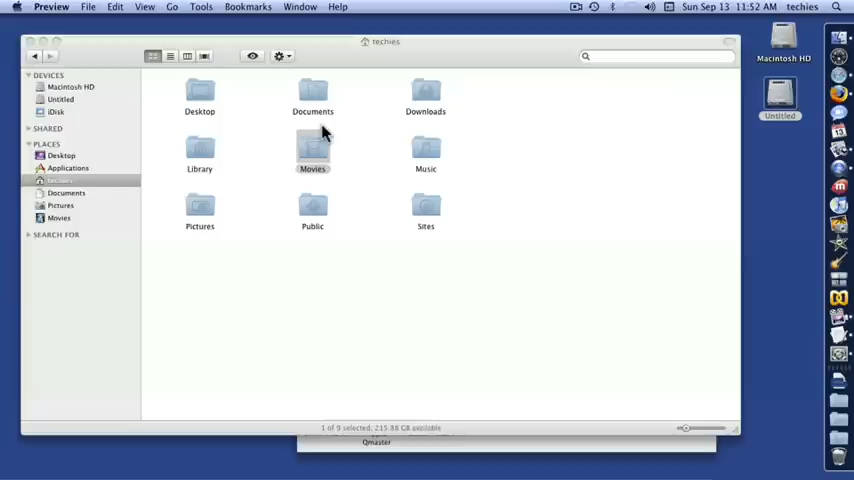 Preview File Edit View Go Tools Bookmarks Window Help Sun Sep 13 11:52 AM techies
techies
DEVICES
Macintosh HD
Untitled
iDisk
SHARED
PLACES
Desktop
Applications
techies
Documents
Pictures
Movies
SEARCH FOR
Desktop Documents Downloads
Library Movies Music
Pictures Public Sites
1 of 9 selected, 215.88 GB available
Qmaster
Macintosh HD
Untitled